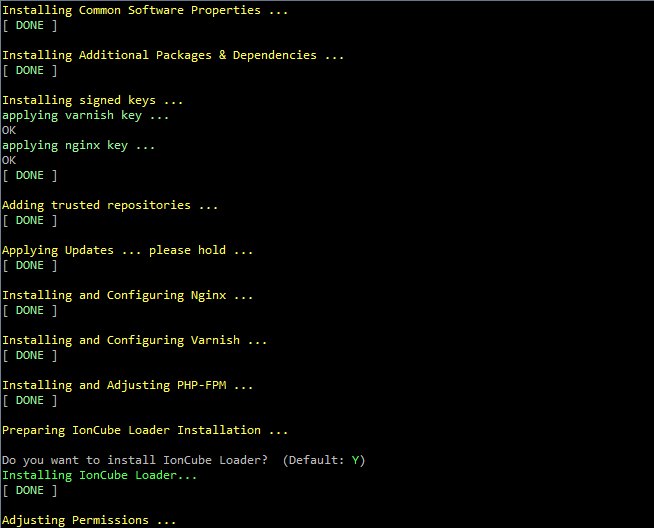 Installing Common Software Properties ...
[ DONE ]
Installing Additional Packages & Dependencies ...
[ DONE ]
Installing signed keys ...
applying varnish key ...
OK
applying nginx key ...
OK
[ DONE ]
Adding trusted repositories ...
[ DONE ]
Applying Updates ... please hold ...
[ DONE ]
Installing and Configuring Nginx ...
[ DONE ]
Installing and Configuring Varnish ...
[ DONE ]
Installing and Adjusting PHP-FPM ...
[ DONE ]
Preparing IonCube Loader Installation ...
Do you want to install IonCube Loader?  (Default: Y)
Installing IonCube Loader...
[ DONE ]
Adjusting Permissions ...